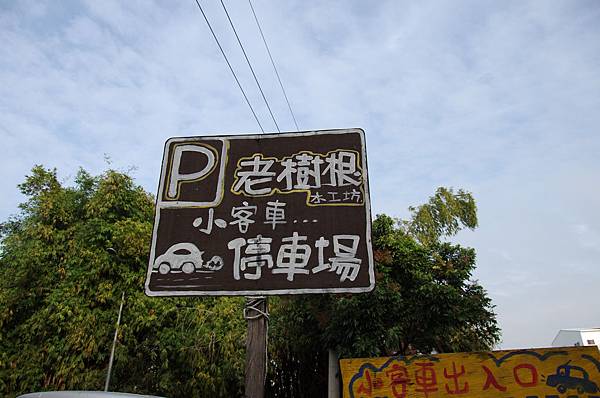 P 老樹根
木工坊
小客車...
停車場
小客車出入口